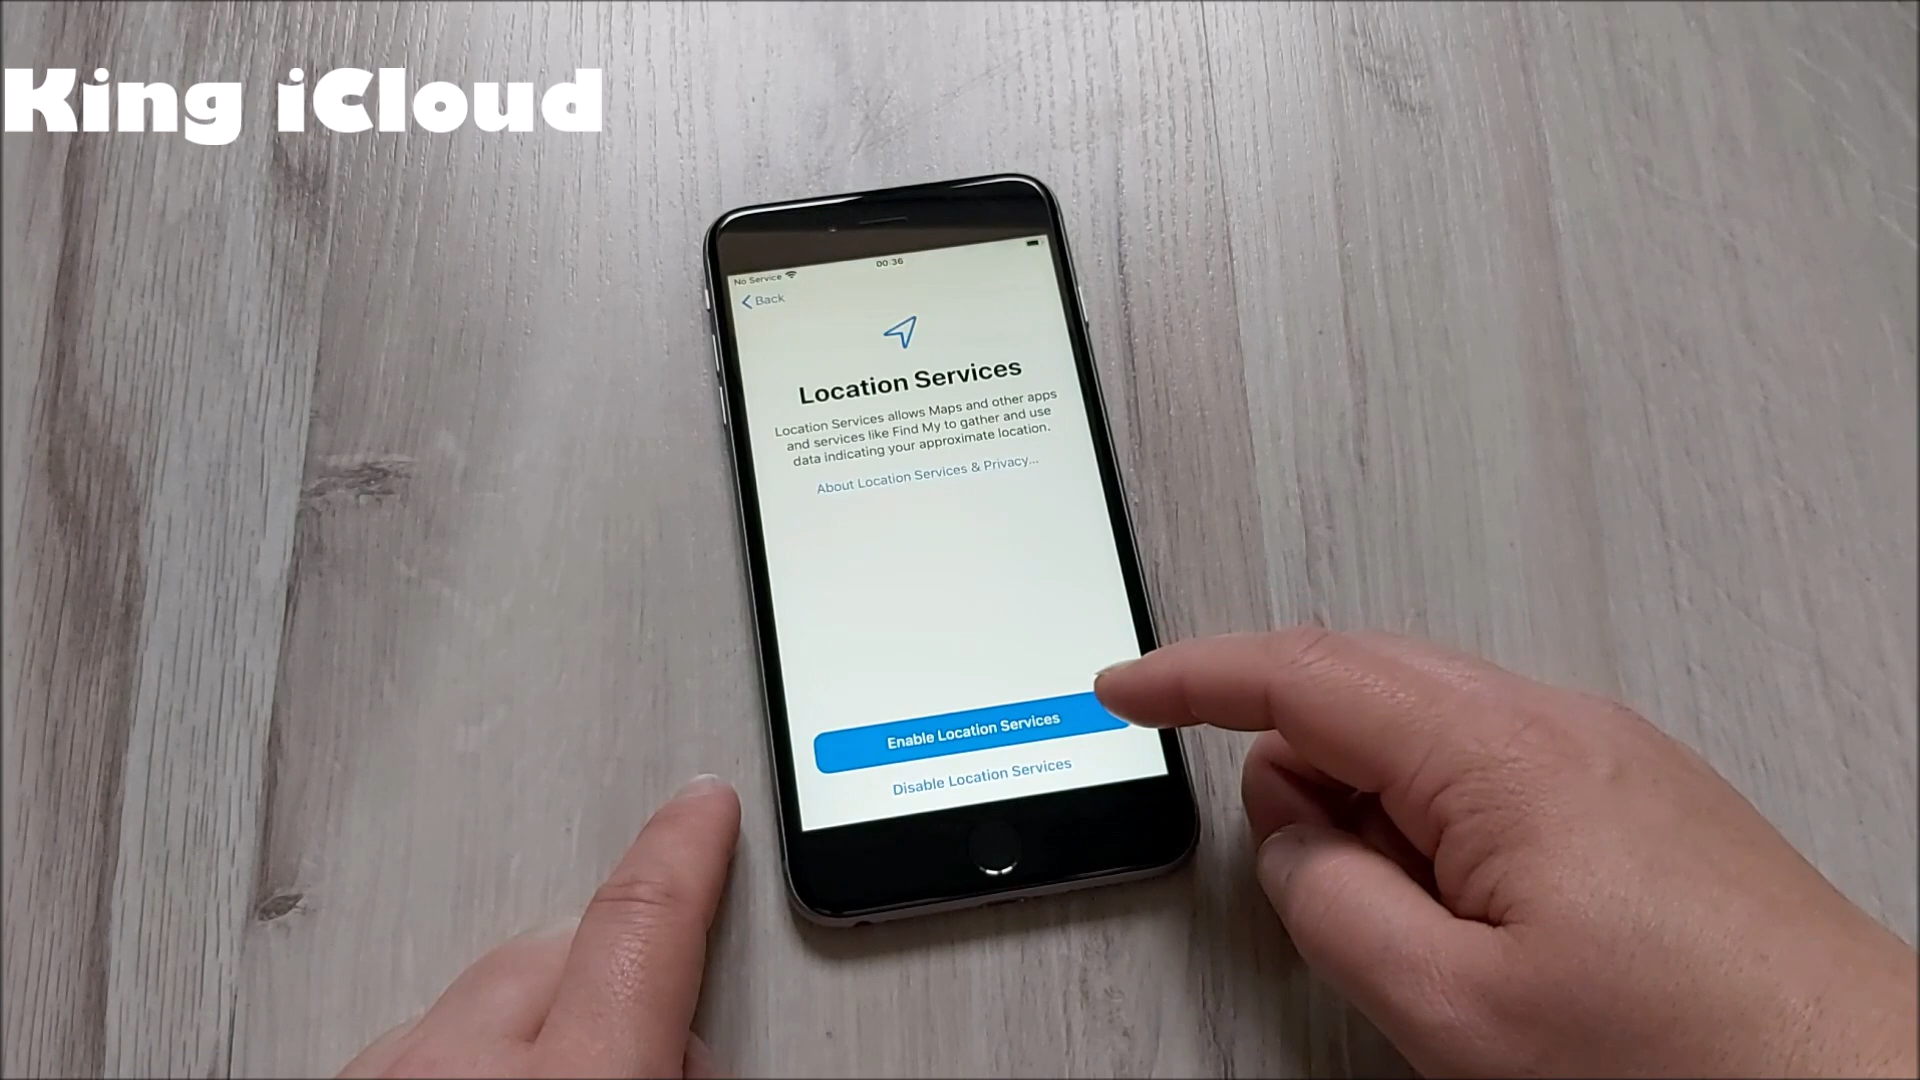 King iCloud
No Service
00:36
Back
Location Services
Location Services allows Maps and other apps
and services like Find My to gather and use
data indicating your approximate location.
About Location Services & Privacy...
Enable Location Services
Disable Location Services